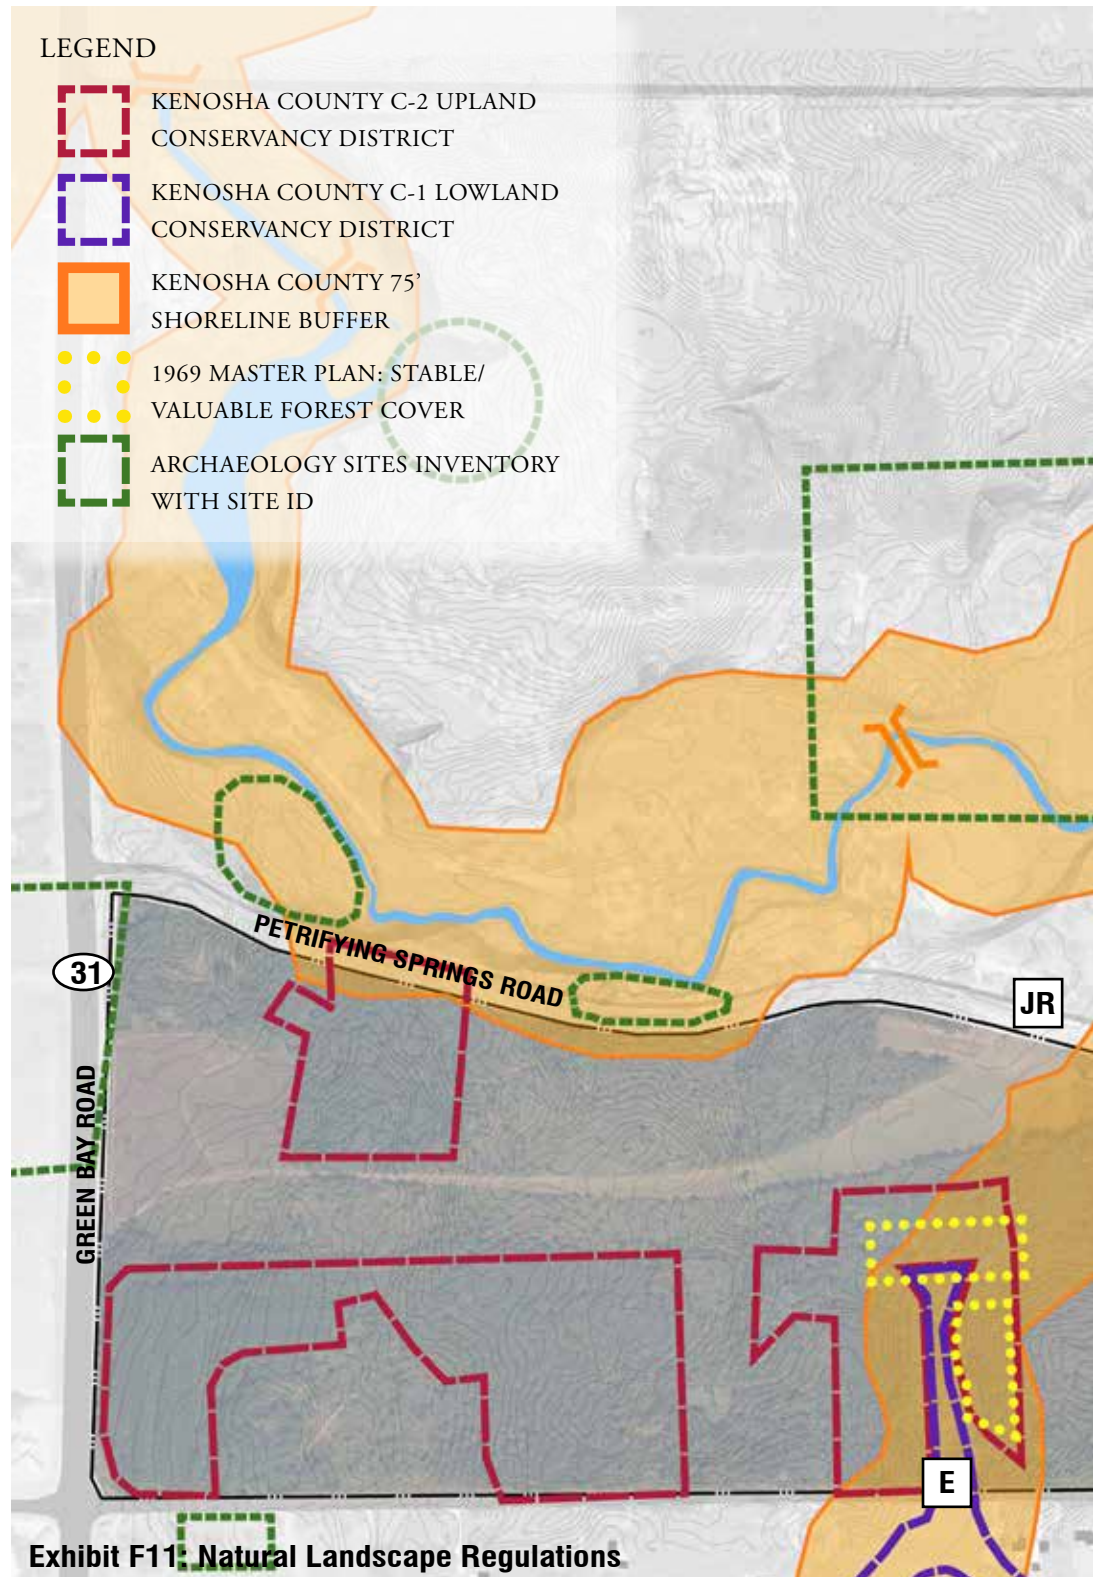 LEGEND
KENOSHA COUNTY C-2 UPLAND
CONSERVANCY DISTRICT
KENOSHA COUNTY C-1 LOWLAND
CONSERVANCY DISTRICT
KENOSHA COUNTY 75'
SHORELINE BUFFER
1969 MASTER PLAN: STABLE/
VALUABLE FOREST COVER
ARCHAEOLOGY SITES INVENTORY
WITH SITE ID
PETRIFYING SPRINGS ROAD
31
JR
GREEN BAY ROAD
E
Exhibit F11: Natural Landscape Regulations